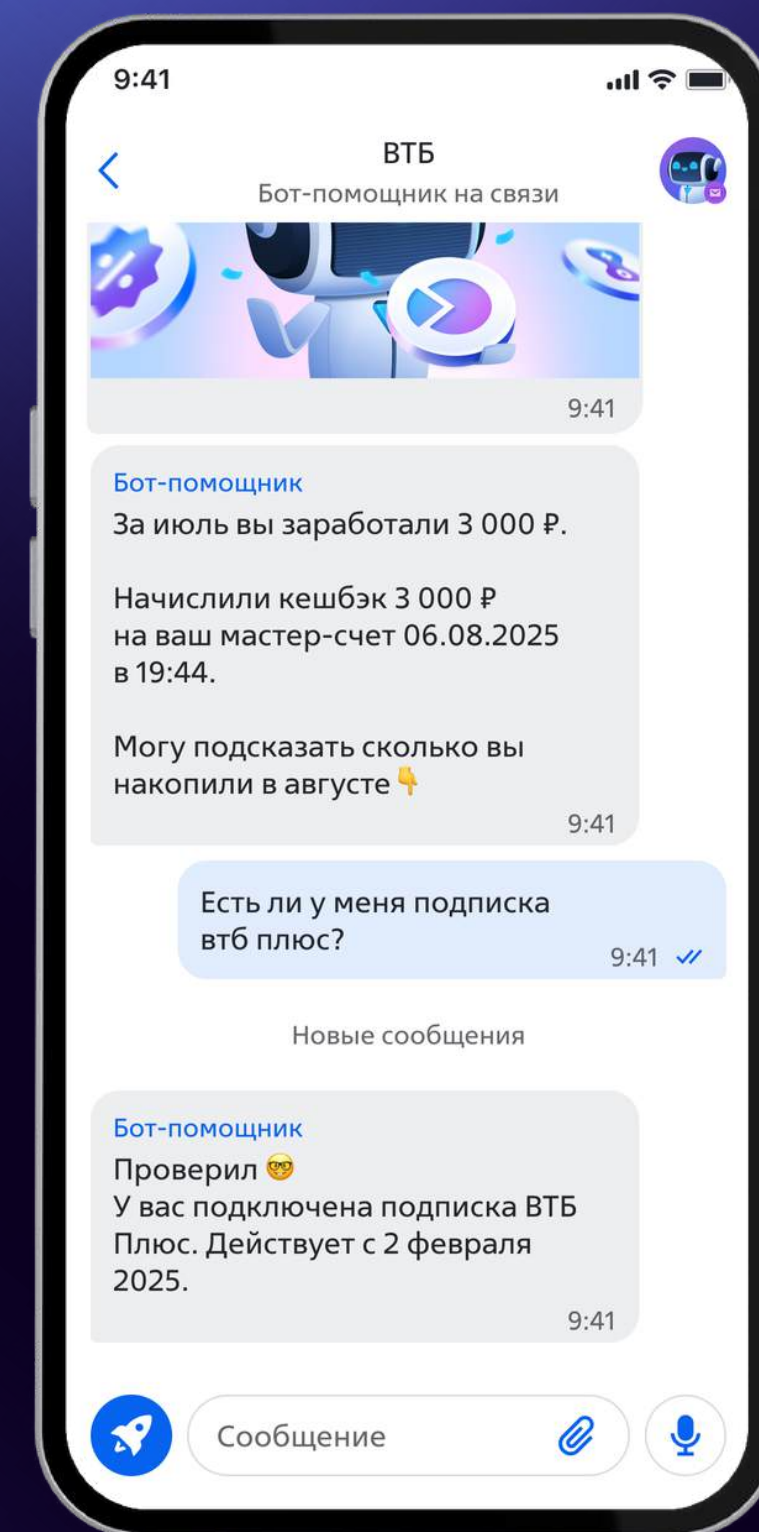 9:41
ВТБ
Бот-помощник на связи
9:41
Бот-помощник
За июль вы заработали 3 000 ₽.
Начислили кешбэк 3 000 ₽
на ваш мастер-счет 06.08.2025
в 19:44.
Могу подсказать сколько вы
накопили в августе👇
9:41
Есть ли у меня подписка
втб плюс?
9:41
Новые сообщения
Бот-помощник
Проверил 🤓
У вас подключена подписка ВТБ
Плюс. Действует с 2 февраля
2025.
9:41
Сообщение